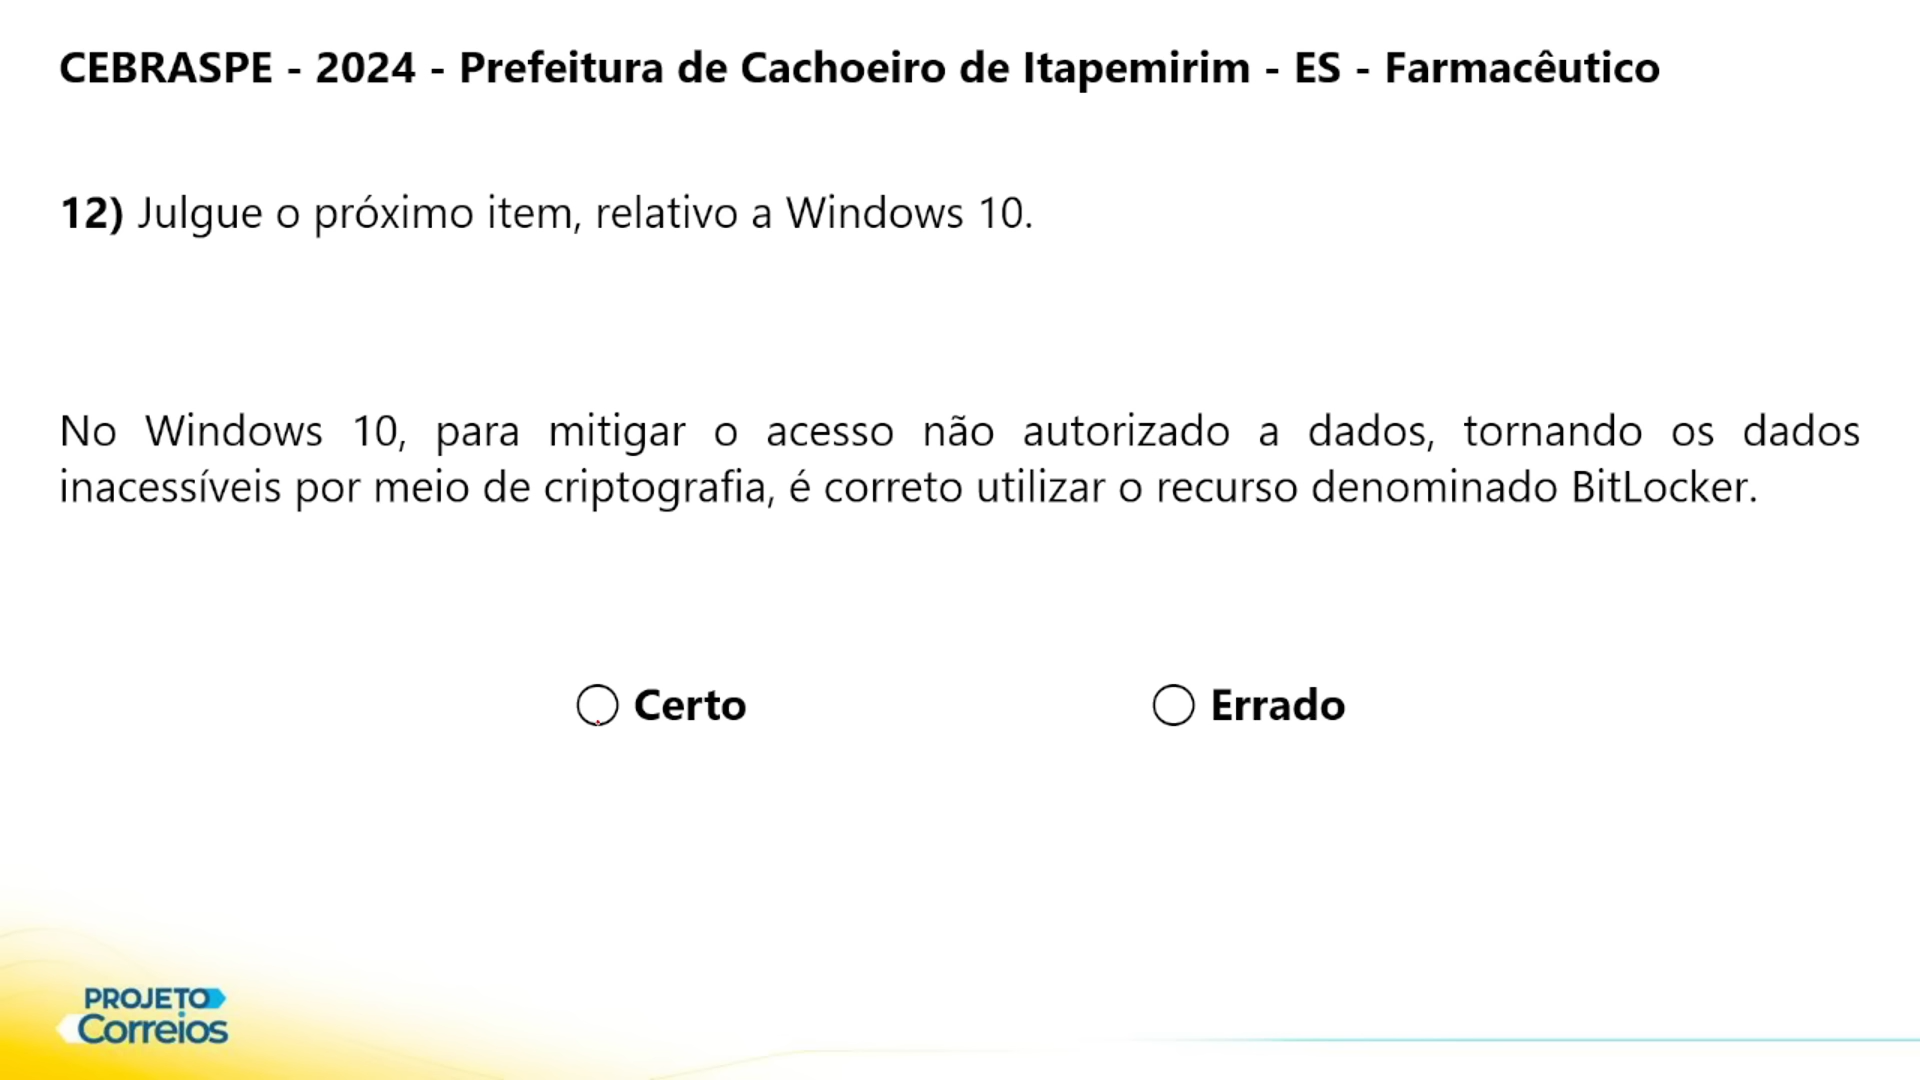 CEBRASPE - 2024 - Prefeitura de Cachoeiro de Itapemirim - ES - Farmacêutico
12) Julgue o próximo item, relativo a Windows 10.
No Windows 10, para mitigar o acesso não autorizado a dados, tornando os dados
inacessíveis por meio de criptografia, é correto utilizar o recurso denominado BitLocker.
Certo
Errado
PROJETO
Correios